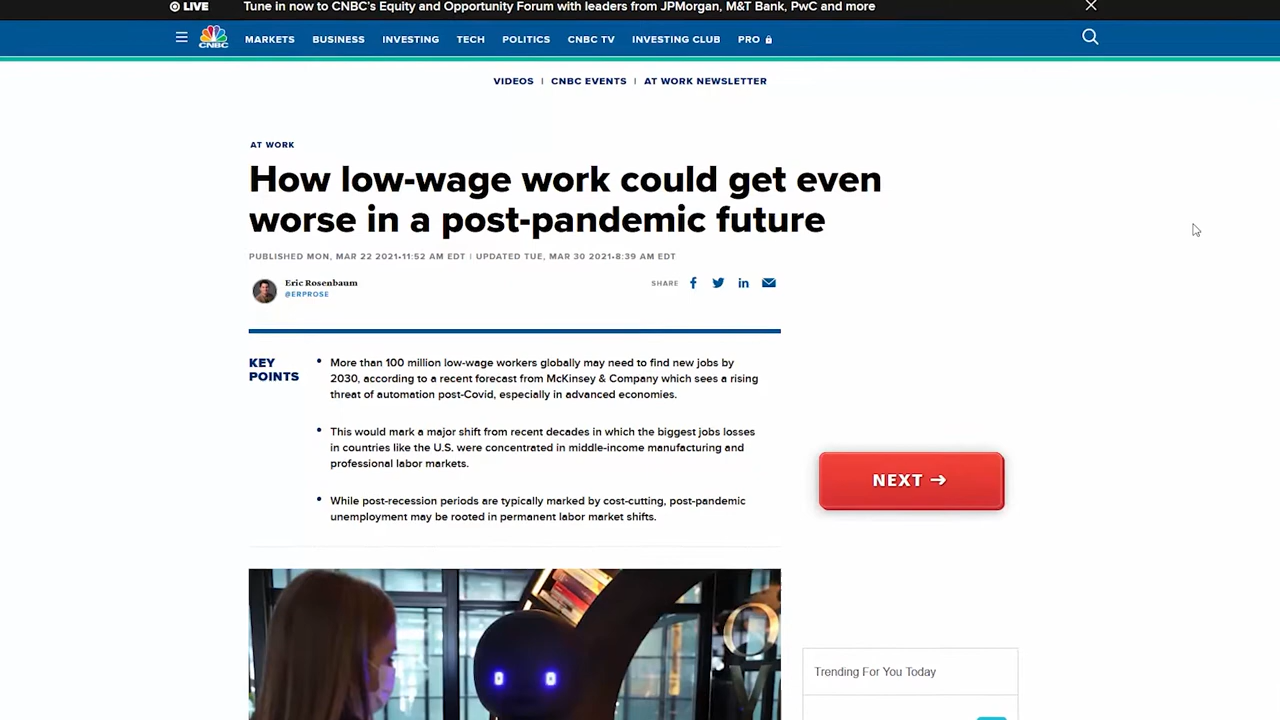 LIVE Tune in now to CNBC's Equity and Opportunity Forum with leaders from JPMorgan, M&T Bank, PwC and more
CNBC MARKETS BUSINESS INVESTING TECH POLITICS CNBC TV INVESTING CLUB PRO
VIDEOS | CNBC EVENTS | AT WORK NEWSLETTER
AT WORK
How low-wage work could get even
worse in a post-pandemic future
PUBLISHED MON, MAR 22 2021•11:52 AM EDT | UPDATED TUE, MAR 30 2021•8:39 AM EDT
Eric Rosenbaum
@ERPROSE
SHARE
KEY
POINTS
• More than 100 million low-wage workers globally may need to find new jobs by
2030, according to a recent forecast from McKinsey & Company which sees a rising
threat of automation post-Covid, especially in advanced economies.
• This would mark a major shift from recent decades in which the biggest jobs losses
in countries like the U.S. were concentrated in middle-income manufacturing and
professional labor markets.
• While post-recession periods are typically marked by cost-cutting, post-pandemic
unemployment may be rooted in permanent labor market shifts.
NEXT →
Trending For You Today